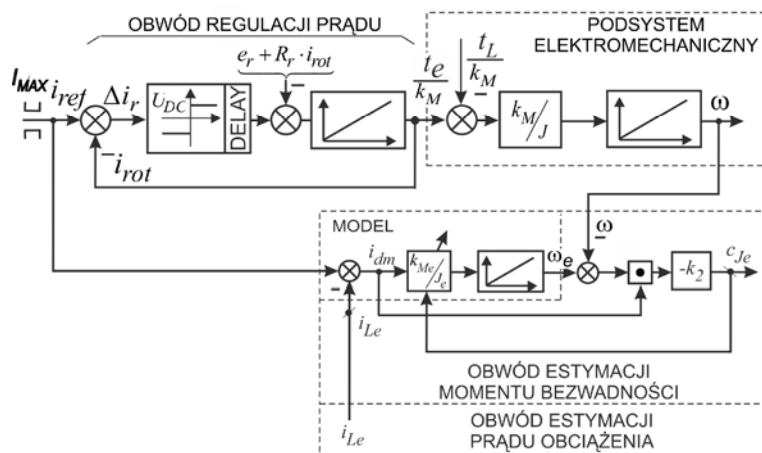 OBWÓD REGULACJI PRĄDU
PODSYSTEM
ELEKTROMECHANICZNY
e_r + R_r · i_rot
t_e/k_M
t_L/k_M
I_MAX
i_ref
Δi_r
U_DC
DELAY
k_M/J
ω
i_rot
MODEL
ω
i_dm
k_Me/J_e
ω_e
-k_2
c_Je
i_Le
OBWÓD ESTYMACJI
MOMENTU BEZWADNOŚCI
i_Le
OBWÓD ESTYMACJI
PRĄDU OBCIĄŻENIA